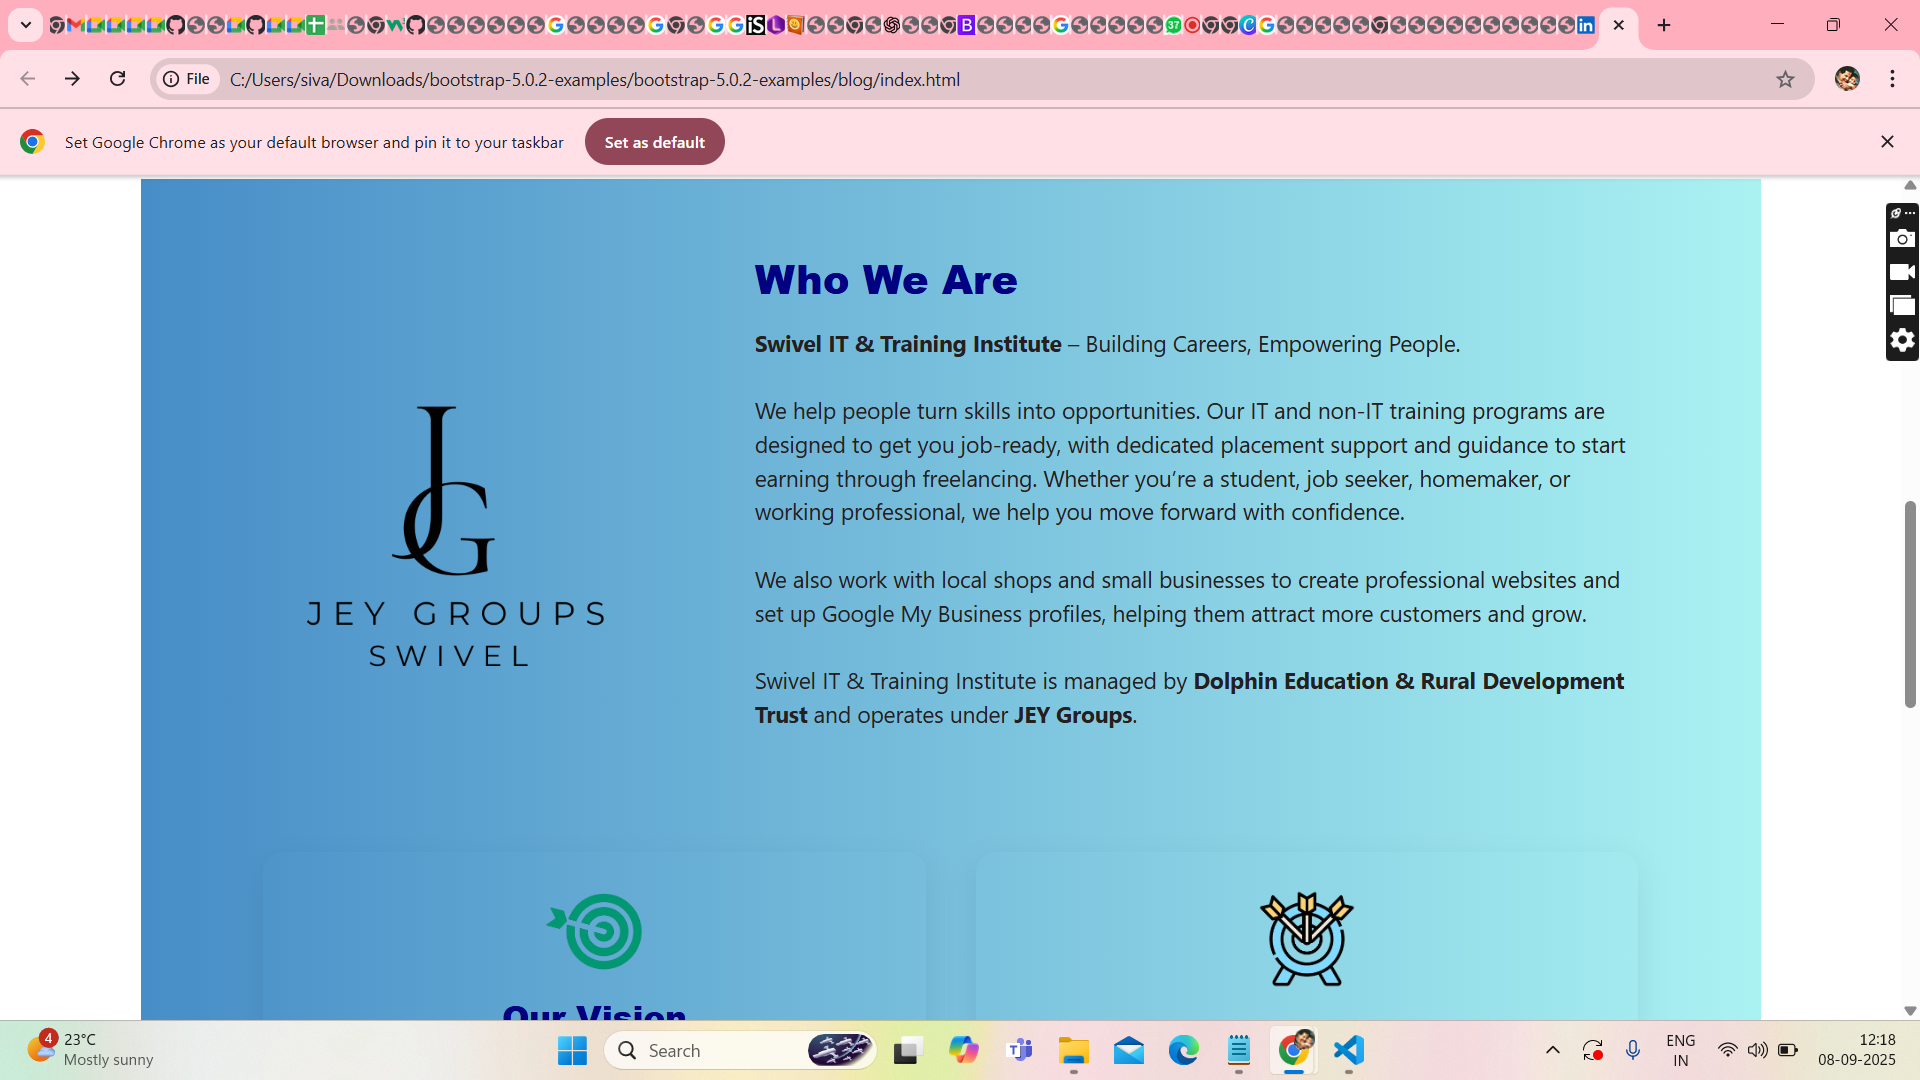 File
C:/Users/siva/Downloads/bootstrap-5.0.2-examples/bootstrap-5.0.2-examples/blog/index.html
Set Google Chrome as your default browser and pin it to your taskbar
Set as default
Who We Are
Swivel IT & Training Institute – Building Careers, Empowering People.
We help people turn skills into opportunities. Our IT and non-IT training programs are
designed to get you job-ready, with dedicated placement support and guidance to start
earning through freelancing. Whether you’re a student, job seeker, homemaker, or
working professional, we help you move forward with confidence.
We also work with local shops and small businesses to create professional websites and
set up Google My Business profiles, helping them attract more customers and grow.
Swivel IT & Training Institute is managed by Dolphin Education & Rural Development
Trust and operates under JEY Groups.
JG
JEY GROUPS
SWIVEL
Our Vision
4
23°C
Mostly sunny
Search
ENG
IN
12:18
08-09-2025